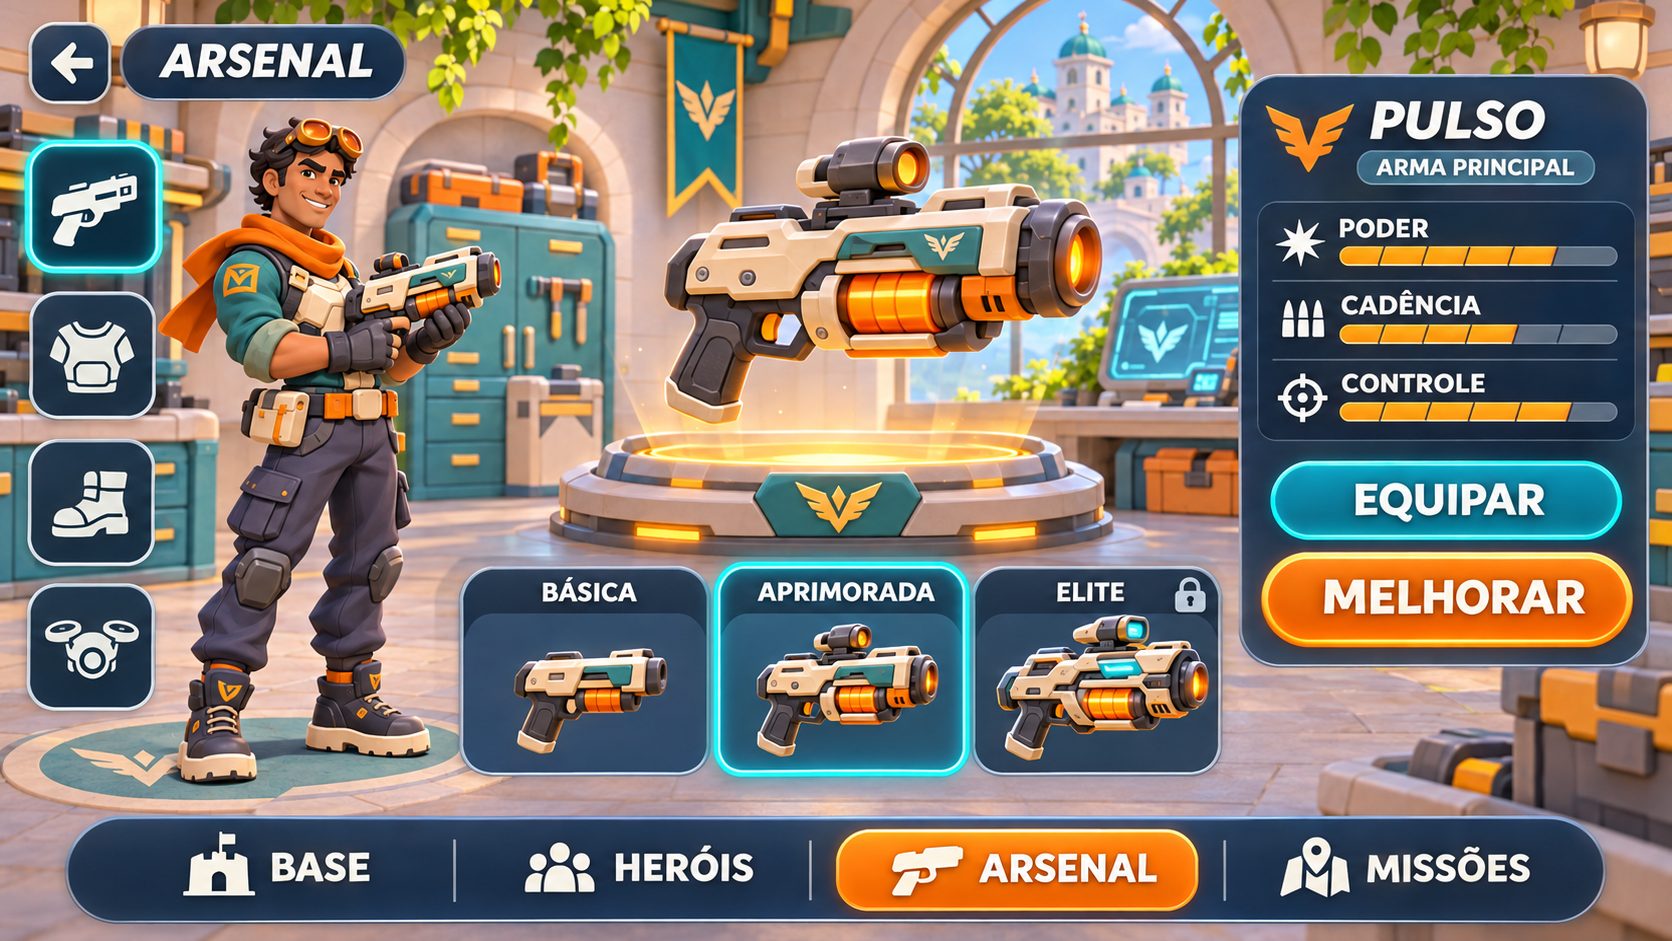 ARSENAL
PULSO
ARMA PRINCIPAL
PODER
CADÊNCIA
CONTROLE
EQUIPAR
MELHORAR
BÁSICA
APRIMORADA
ELITE
BASE
HERÓIS
ARSENAL
MISSÕES